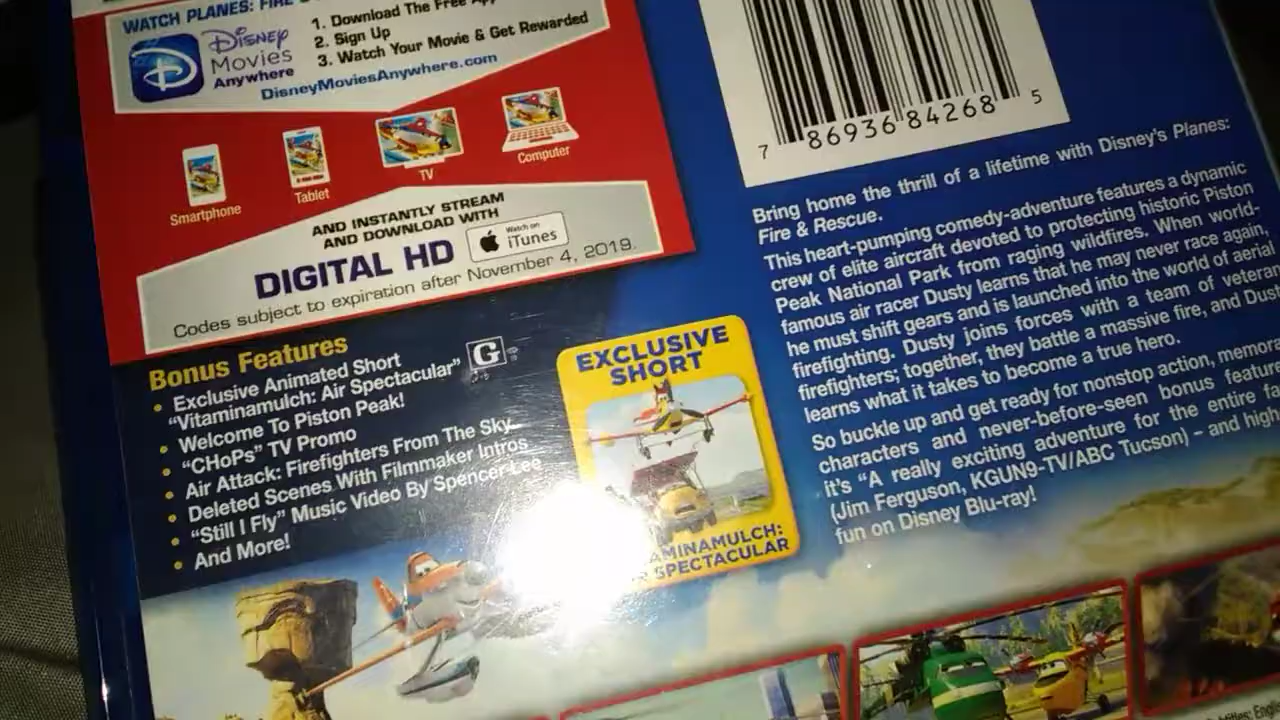 WATCH PLANES: FIRE
1. Download The Free App
2. Sign Up
3. Watch Your Movie & Get Rewarded
Disney
Movies
Anywhere
DisneyMoviesAnywhere.com
Smartphone
Tablet
TV
Computer
AND INSTANTLY STREAM
AND DOWNLOAD WITH
DIGITAL HD
Watch on
iTunes
Codes subject to expiration after November 4, 2019.
Bonus Features
• Exclusive Animated Short
"Vitaminamulch: Air Spectacular"
G
• Welcome To Piston Peak!
• "CHoPs" TV Promo
• Air Attack: Firefighters From The Sky
• Deleted Scenes With Filmmaker Intros
• "Still I Fly" Music Video By Spencer Lee
• And More!
EXCLUSIVE
SHORT
AMINAMULCH:
R SPECTACULAR
7 86936 84268 5
Bring home the thrill of a lifetime with Disney's Planes:
Fire & Rescue.
This heart-pumping comedy-adventure features a dynamic
crew of elite aircraft devoted to protecting historic Piston
Peak National Park from raging wildfires. When world-
famous air racer Dusty learns that he may never race again,
he must shift gears and is launched into the world of aerial
firefighting. Dusty joins forces with a team of veteran
firefighters; together, they battle a massive fire, and Dust
learns what it takes to become a true hero.
So buckle up and get ready for nonstop action, memora
characters and never-before-seen bonus feature
it's "A really exciting adventure for the entire fa
(Jim Ferguson, KGUN9-TV/ABC Tucson) – and high
fun on Disney Blu-ray!